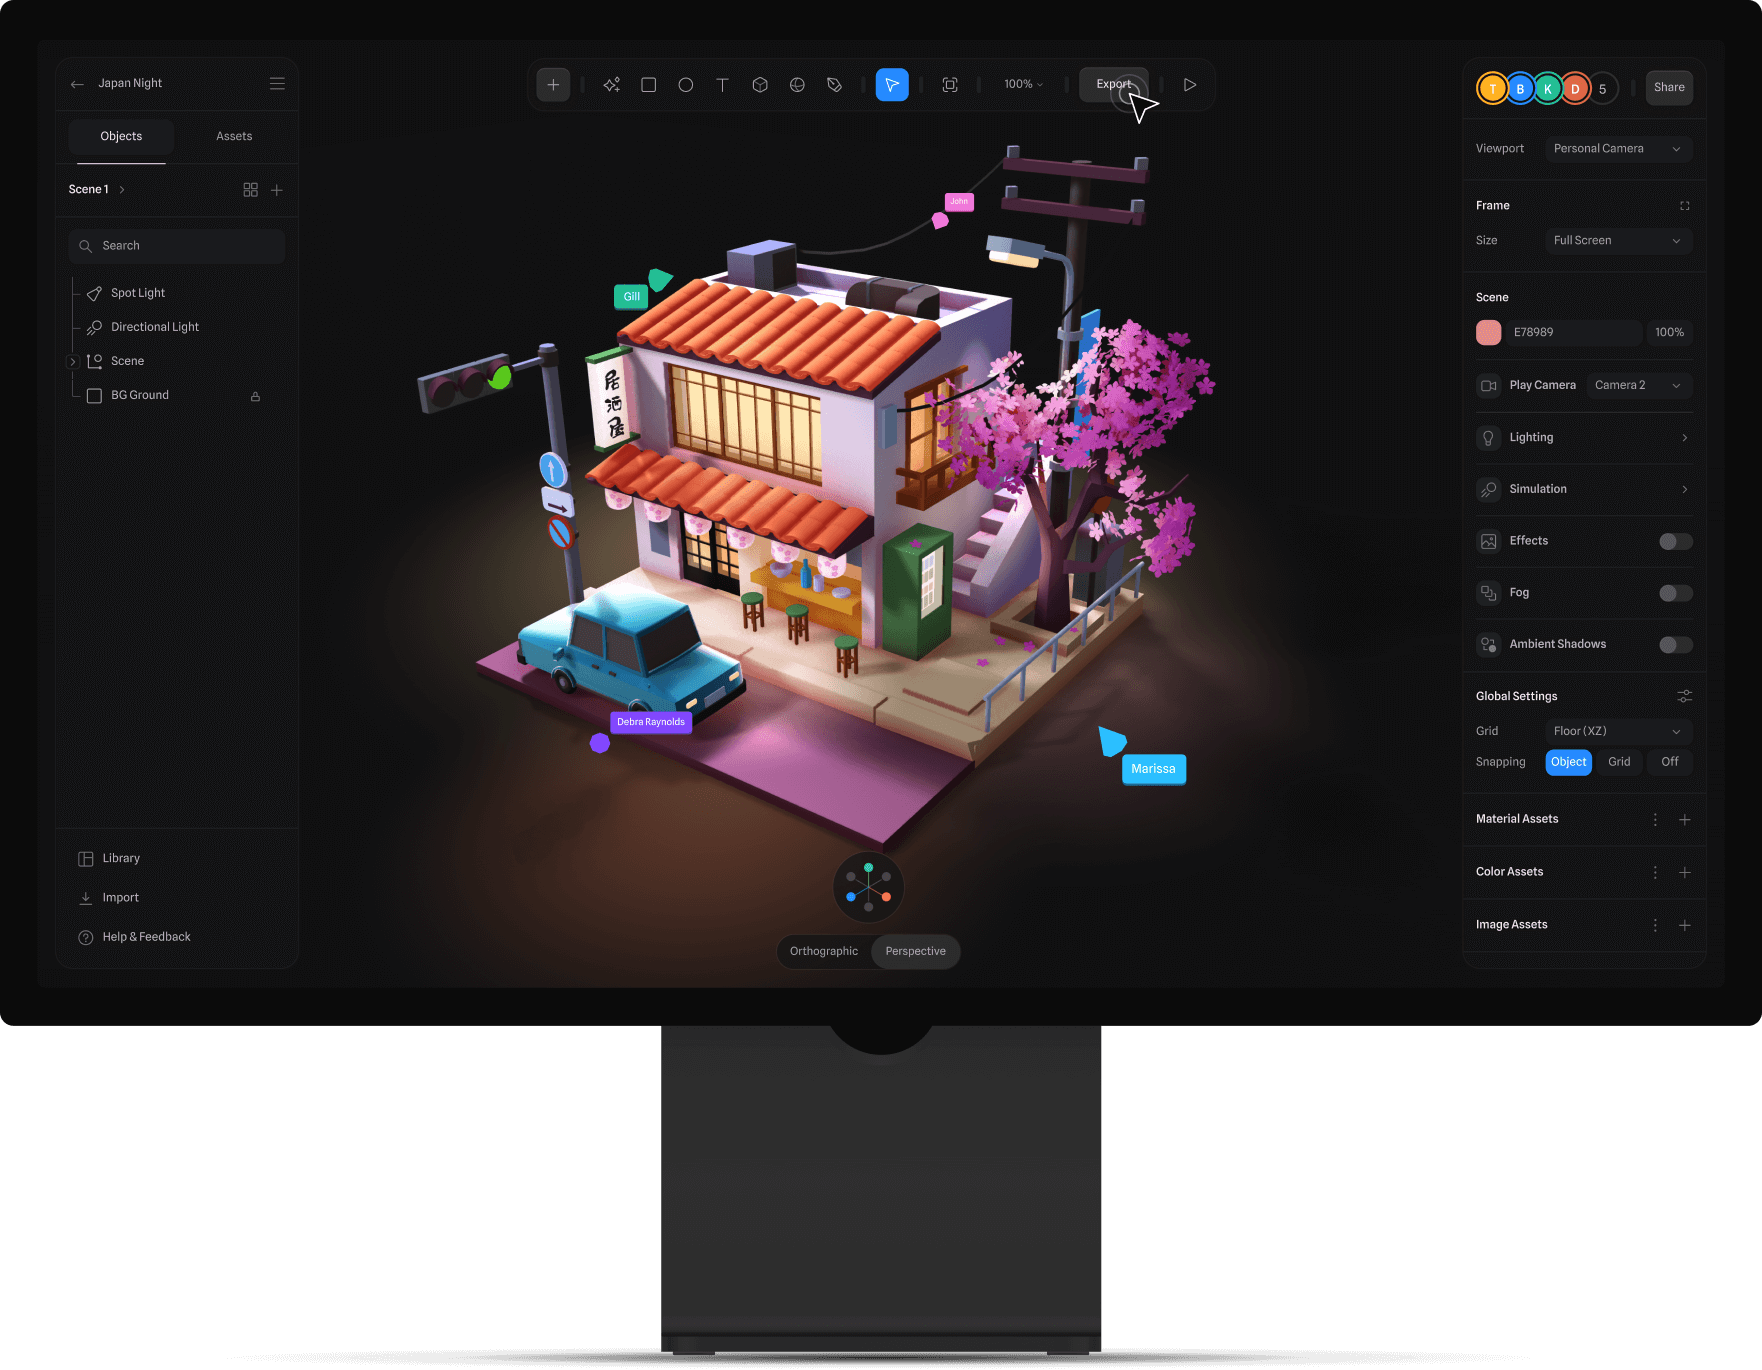 Japan Night
Objects
Assets
Scene 1
Search
Spot Light
Directional Light
Scene
BG Ground
Library
Import
Help & Feedback
100%
Export
John
Gill
居
酒
屋
Debra Raynolds
Marissa
Orthographic
Perspective
T B K D 5
Share
Viewport
Personal Camera
Frame
Size
Full Screen
Scene
E78989
100%
Play Camera
Camera 2
Lighting
Simulation
Effects
Fog
Ambient Shadows
Global Settings
Grid
Floor (XZ)
Snapping
Object
Grid
Off
Material Assets
Color Assets
Image Assets